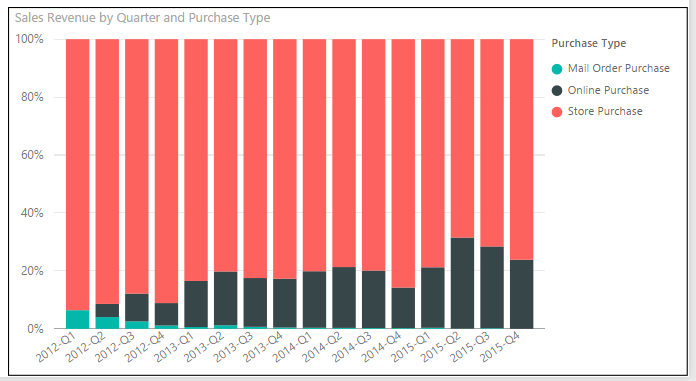 Sales Revenue by Quarter and Purchase Type
100%
80%
60%
40%
20%
0%
2012-Q1
2012-Q2
2012-Q3
2012-Q4
2013-Q1
2013-Q2
2013-Q3
2013-Q4
2014-Q1
2014-Q2
2014-Q3
2014-Q4
2015-Q1
2015-Q2
2015-Q3
2015-Q4
Purchase Type
Mail Order Purchase
Online Purchase
Store Purchase